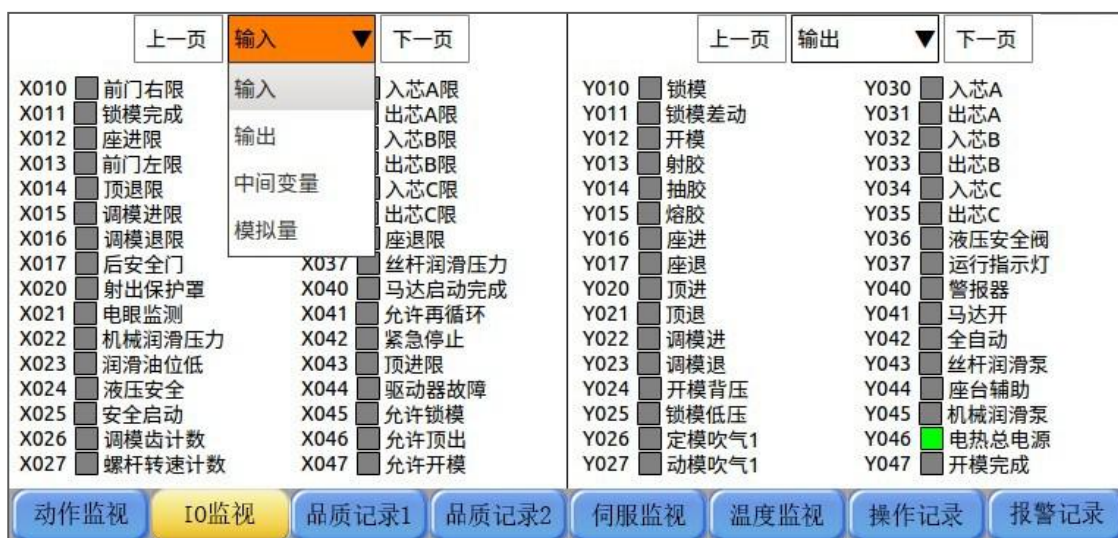 上一页 输入 ▼ 下一页
输入
输出
中间变量
模拟量
X010 前门右限
X011 锁模完成
X012 座进限
X013 前门左限
X014 顶退限
X015 调模进限
X016 调模退限
X017 后安全门
X020 射出保护罩
X021 电眼监测
X022 机械润滑压力
X023 润滑油位低
X024 液压安全
X025 安全启动
X026 调模齿计数
X027 螺杆转速计数
入芯A限
出芯A限
入芯B限
出芯B限
入芯C限
出芯C限
座退限
X037 丝杆润滑压力
X040 马达启动完成
X041 允许再循环
X042 紧急停止
X043 顶进限
X044 驱动器故障
X045 允许锁模
X046 允许顶出
X047 允许开模
上一页 输出 ▼ 下一页
Y010 锁模
Y011 锁模差动
Y012 开模
Y013 射胶
Y014 抽胶
Y015 熔胶
Y016 座进
Y017 座退
Y020 顶进
Y021 顶退
Y022 调模进
Y023 调模退
Y024 开模背压
Y025 锁模低压
Y026 定模吹气1
Y027 动模吹气1
Y030 入芯A
Y031 出芯A
Y032 入芯B
Y033 出芯B
Y034 入芯C
Y035 出芯C
Y036 液压安全阀
Y037 运行指示灯
Y040 警报器
Y041 马达开
Y042 全自动
Y043 丝杆润滑泵
Y044 座台辅助
Y045 机械润滑泵
Y046 电热总电源
Y047 开模完成
动作监视 IO监视 品质记录1 品质记录2 伺服监视 温度监视 操作记录 报警记录